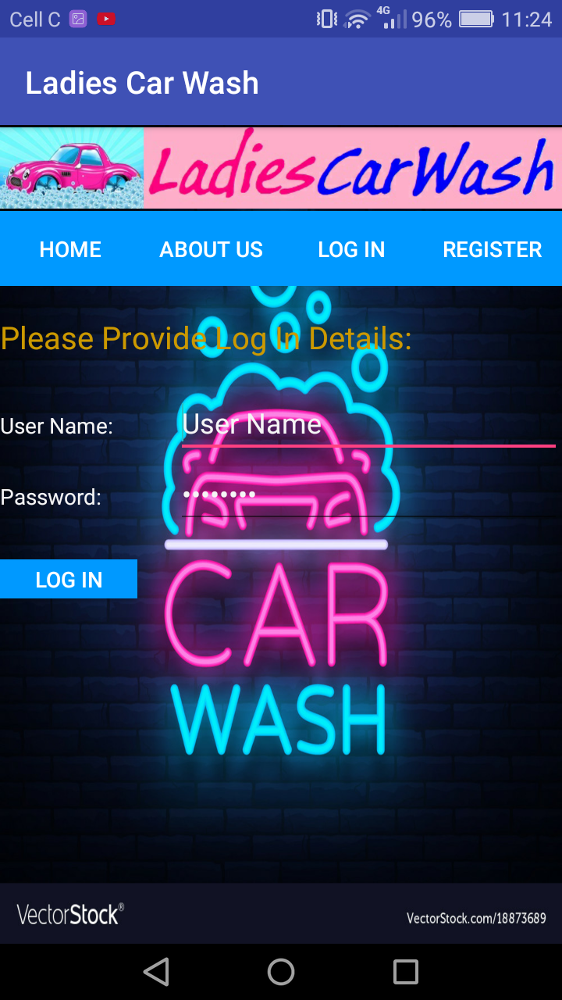 Cell C 4G 96% 11:24
Ladies Car Wash
LadiesCarWash
HOME ABOUT US LOG IN REGISTER
Please Provide Log In Details:
User Name: User Name
Password: ••••••••
LOG IN
CAR
WASH
VectorStock® VectorStock.com/18873689